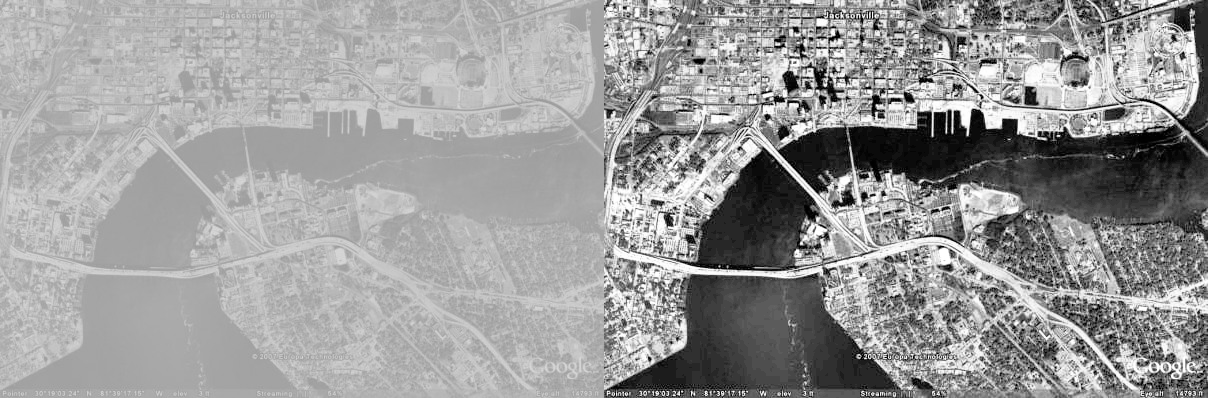 Jacksonville
Jacksonville
© 2007 Europa Technologies
Google
© 2007 Europa Technologies
Google
Pointer 30°19'03.24" N 81°39'17.15" W elev 3 ft Streaming 54% Eye alt 14793 ft
Pointer 30°19'03.24" N 81°39'17.15" W elev 3 ft Streaming 54% Eye alt 14793 ft